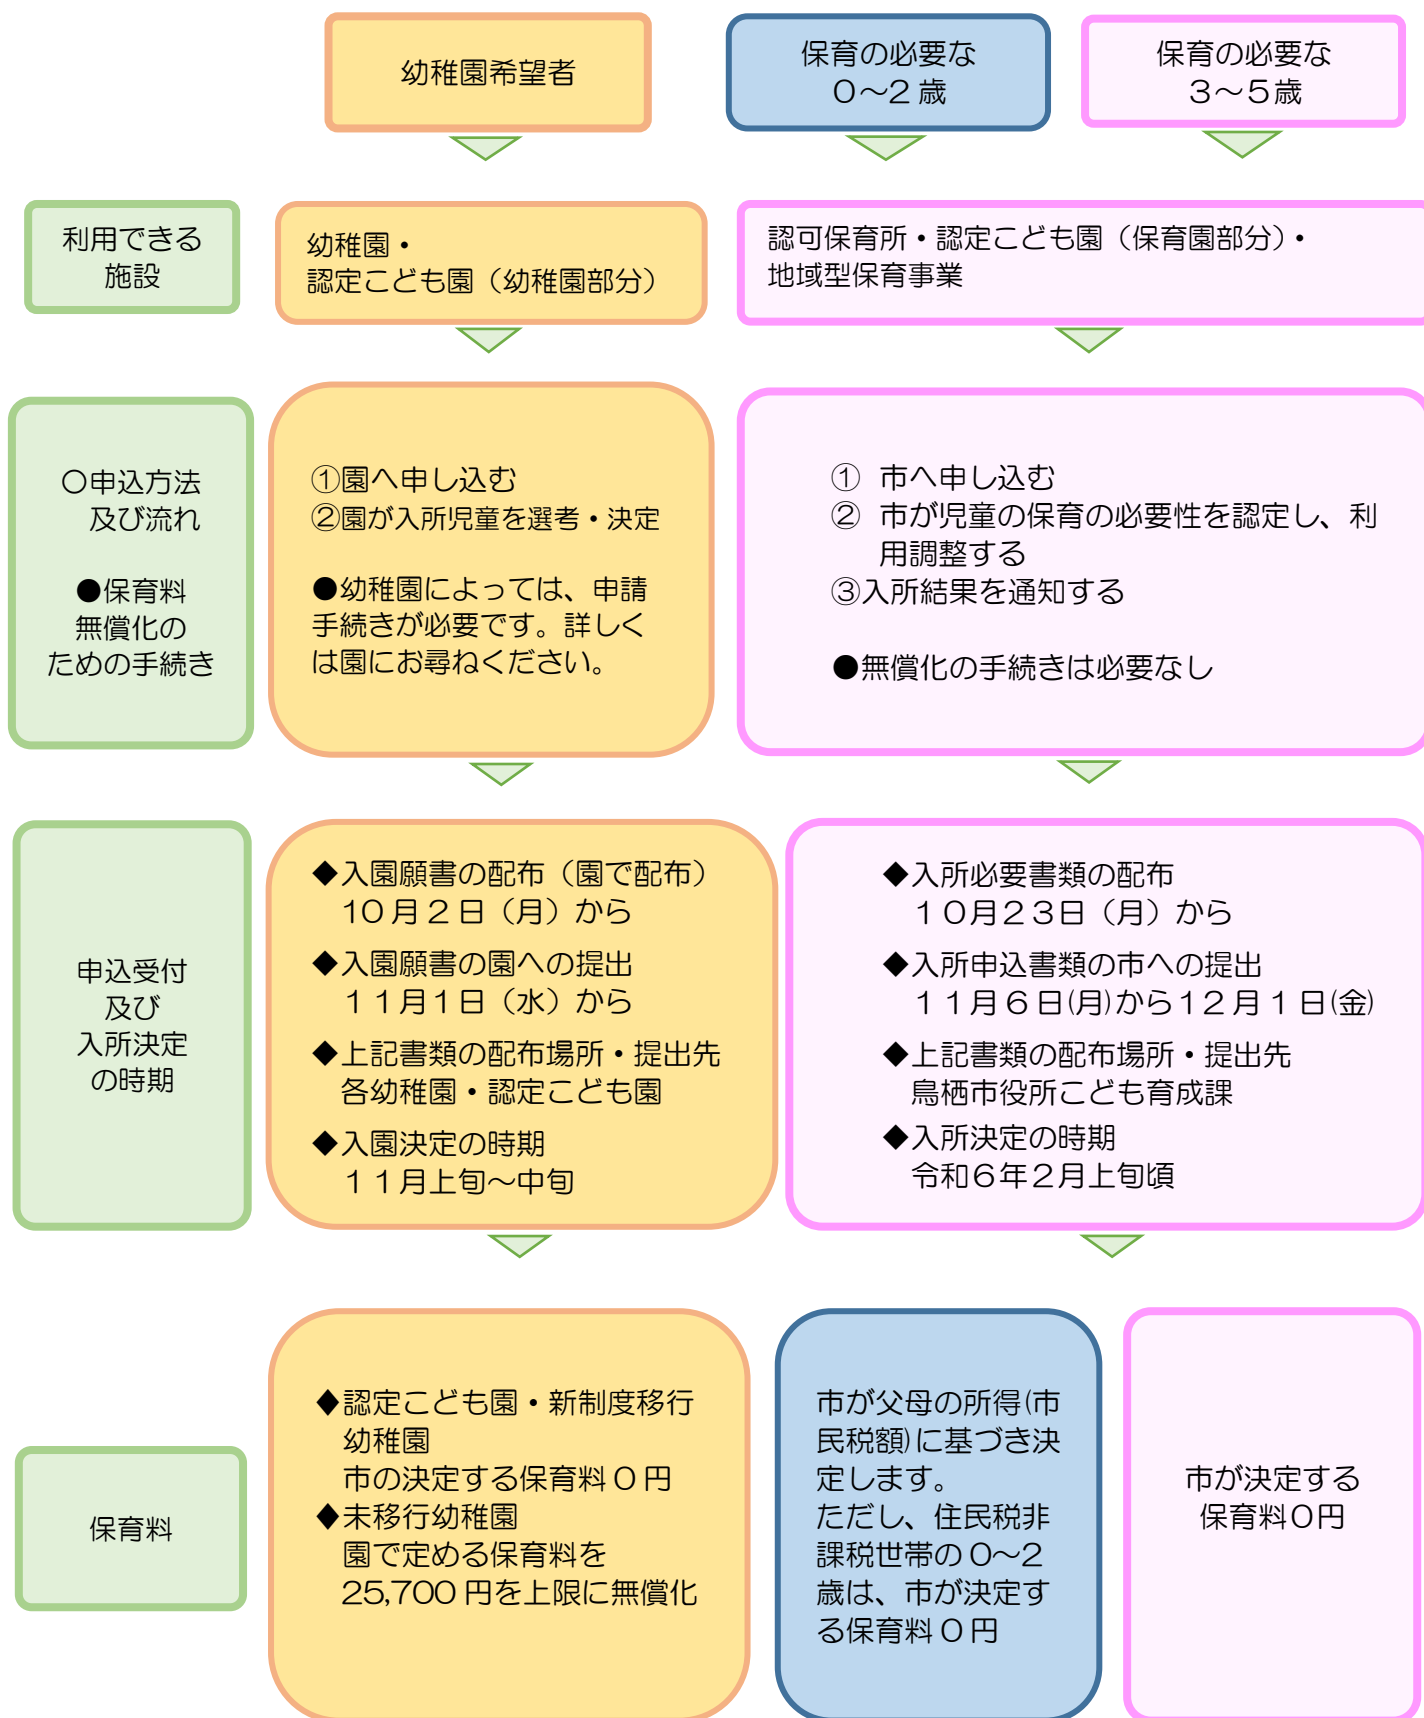 幼稚園希望者
保育の必要な
０～２歳
保育の必要な
３～５歳
利用できる
施設
幼稚園・
認定こども園（幼稚園部分）
認可保育所・認定こども園（保育園部分）・
地域型保育事業
〇申込方法
及び流れ
●保育料
無償化の
ための手続き
①園へ申し込む
②園が入所児童を選考・決定
●幼稚園によっては、申請
手続きが必要です。詳しく
は園にお尋ねください。
① 市へ申し込む
② 市が児童の保育の必要性を認定し、利
用調整する
③入所結果を通知する
●無償化の手続きは必要なし
申込受付
及び
入所決定
の時期
◆入園願書の配布（園で配布）
10月２日（月）から
◆入園願書の園への提出
１１月１日（水）から
◆上記書類の配布場所・提出先
各幼稚園・認定こども園
◆入園決定の時期
１１月上旬～中旬
◆入所必要書類の配布
１０月２３日（月）から
◆入所申込書類の市への提出
１１月６日(月)から１２月１日(金)
◆上記書類の配布場所・提出先
鳥栖市役所こども育成課
◆入所決定の時期
令和６年２月上旬頃
保育料
◆認定こども園・新制度移行
幼稚園
市の決定する保育料０円
◆未移行幼稚園
園で定める保育料を
25,700円を上限に無償化
市が父母の所得(市
民税額)に基づき決
定します。
ただし、住民税非
課税世帯の０～２
歳は、市が決定す
る保育料０円
市が決定する
保育料０円